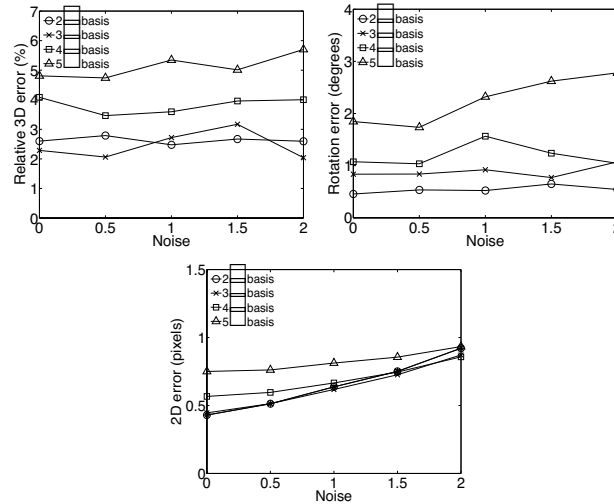 7
6
5
4
3
2
1
0
0 0.5 1 1.5 2
Noise
Relative 3D error (%)
2 basis
3 basis
4 basis
5 basis
4
3
2
1
0
0 0.5 1 1.5 2
Noise
Rotation error (degrees)
2 basis
3 basis
4 basis
5 basis
1.5
1
0.5
0
0 0.5 1 1.5 2
Noise
2D error (pixels)
2 basis
3 basis
4 basis
5 basis